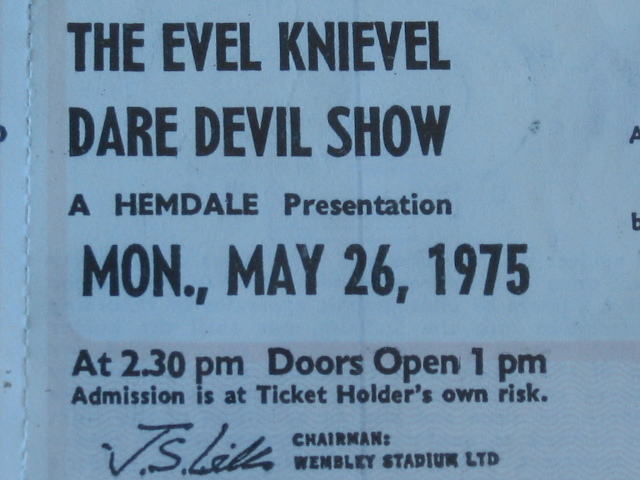 THE EVEL KNIEVEL
DARE DEVIL SHOW
A HEMDALE Presentation
MON., MAY 26, 1975
At 2.30 pm Doors Open 1 pm
Admission is at Ticket Holder's own risk.
CHAIRMAN:
WEMBLEY STADIUM LTD